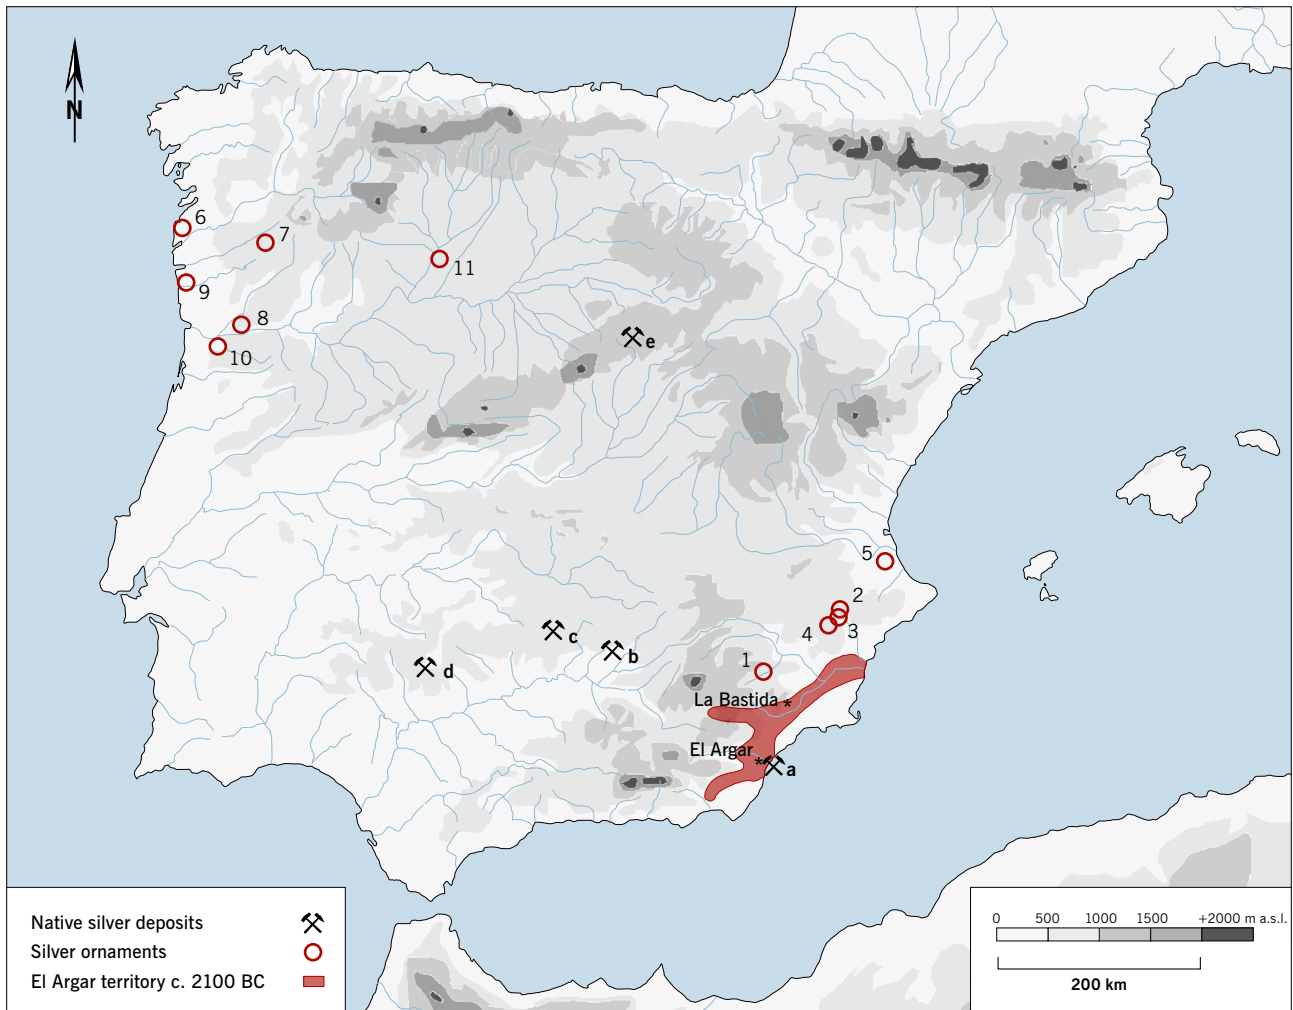 N
6
7
11
9
8
10
e
5
2
3
4
c
b
1
d
La Bastida *
El Argar
* a
Native silver deposits
Silver ornaments
El Argar territory c. 2100 BC
0 500 1000 1500 +2000 m a.s.l.
200 km